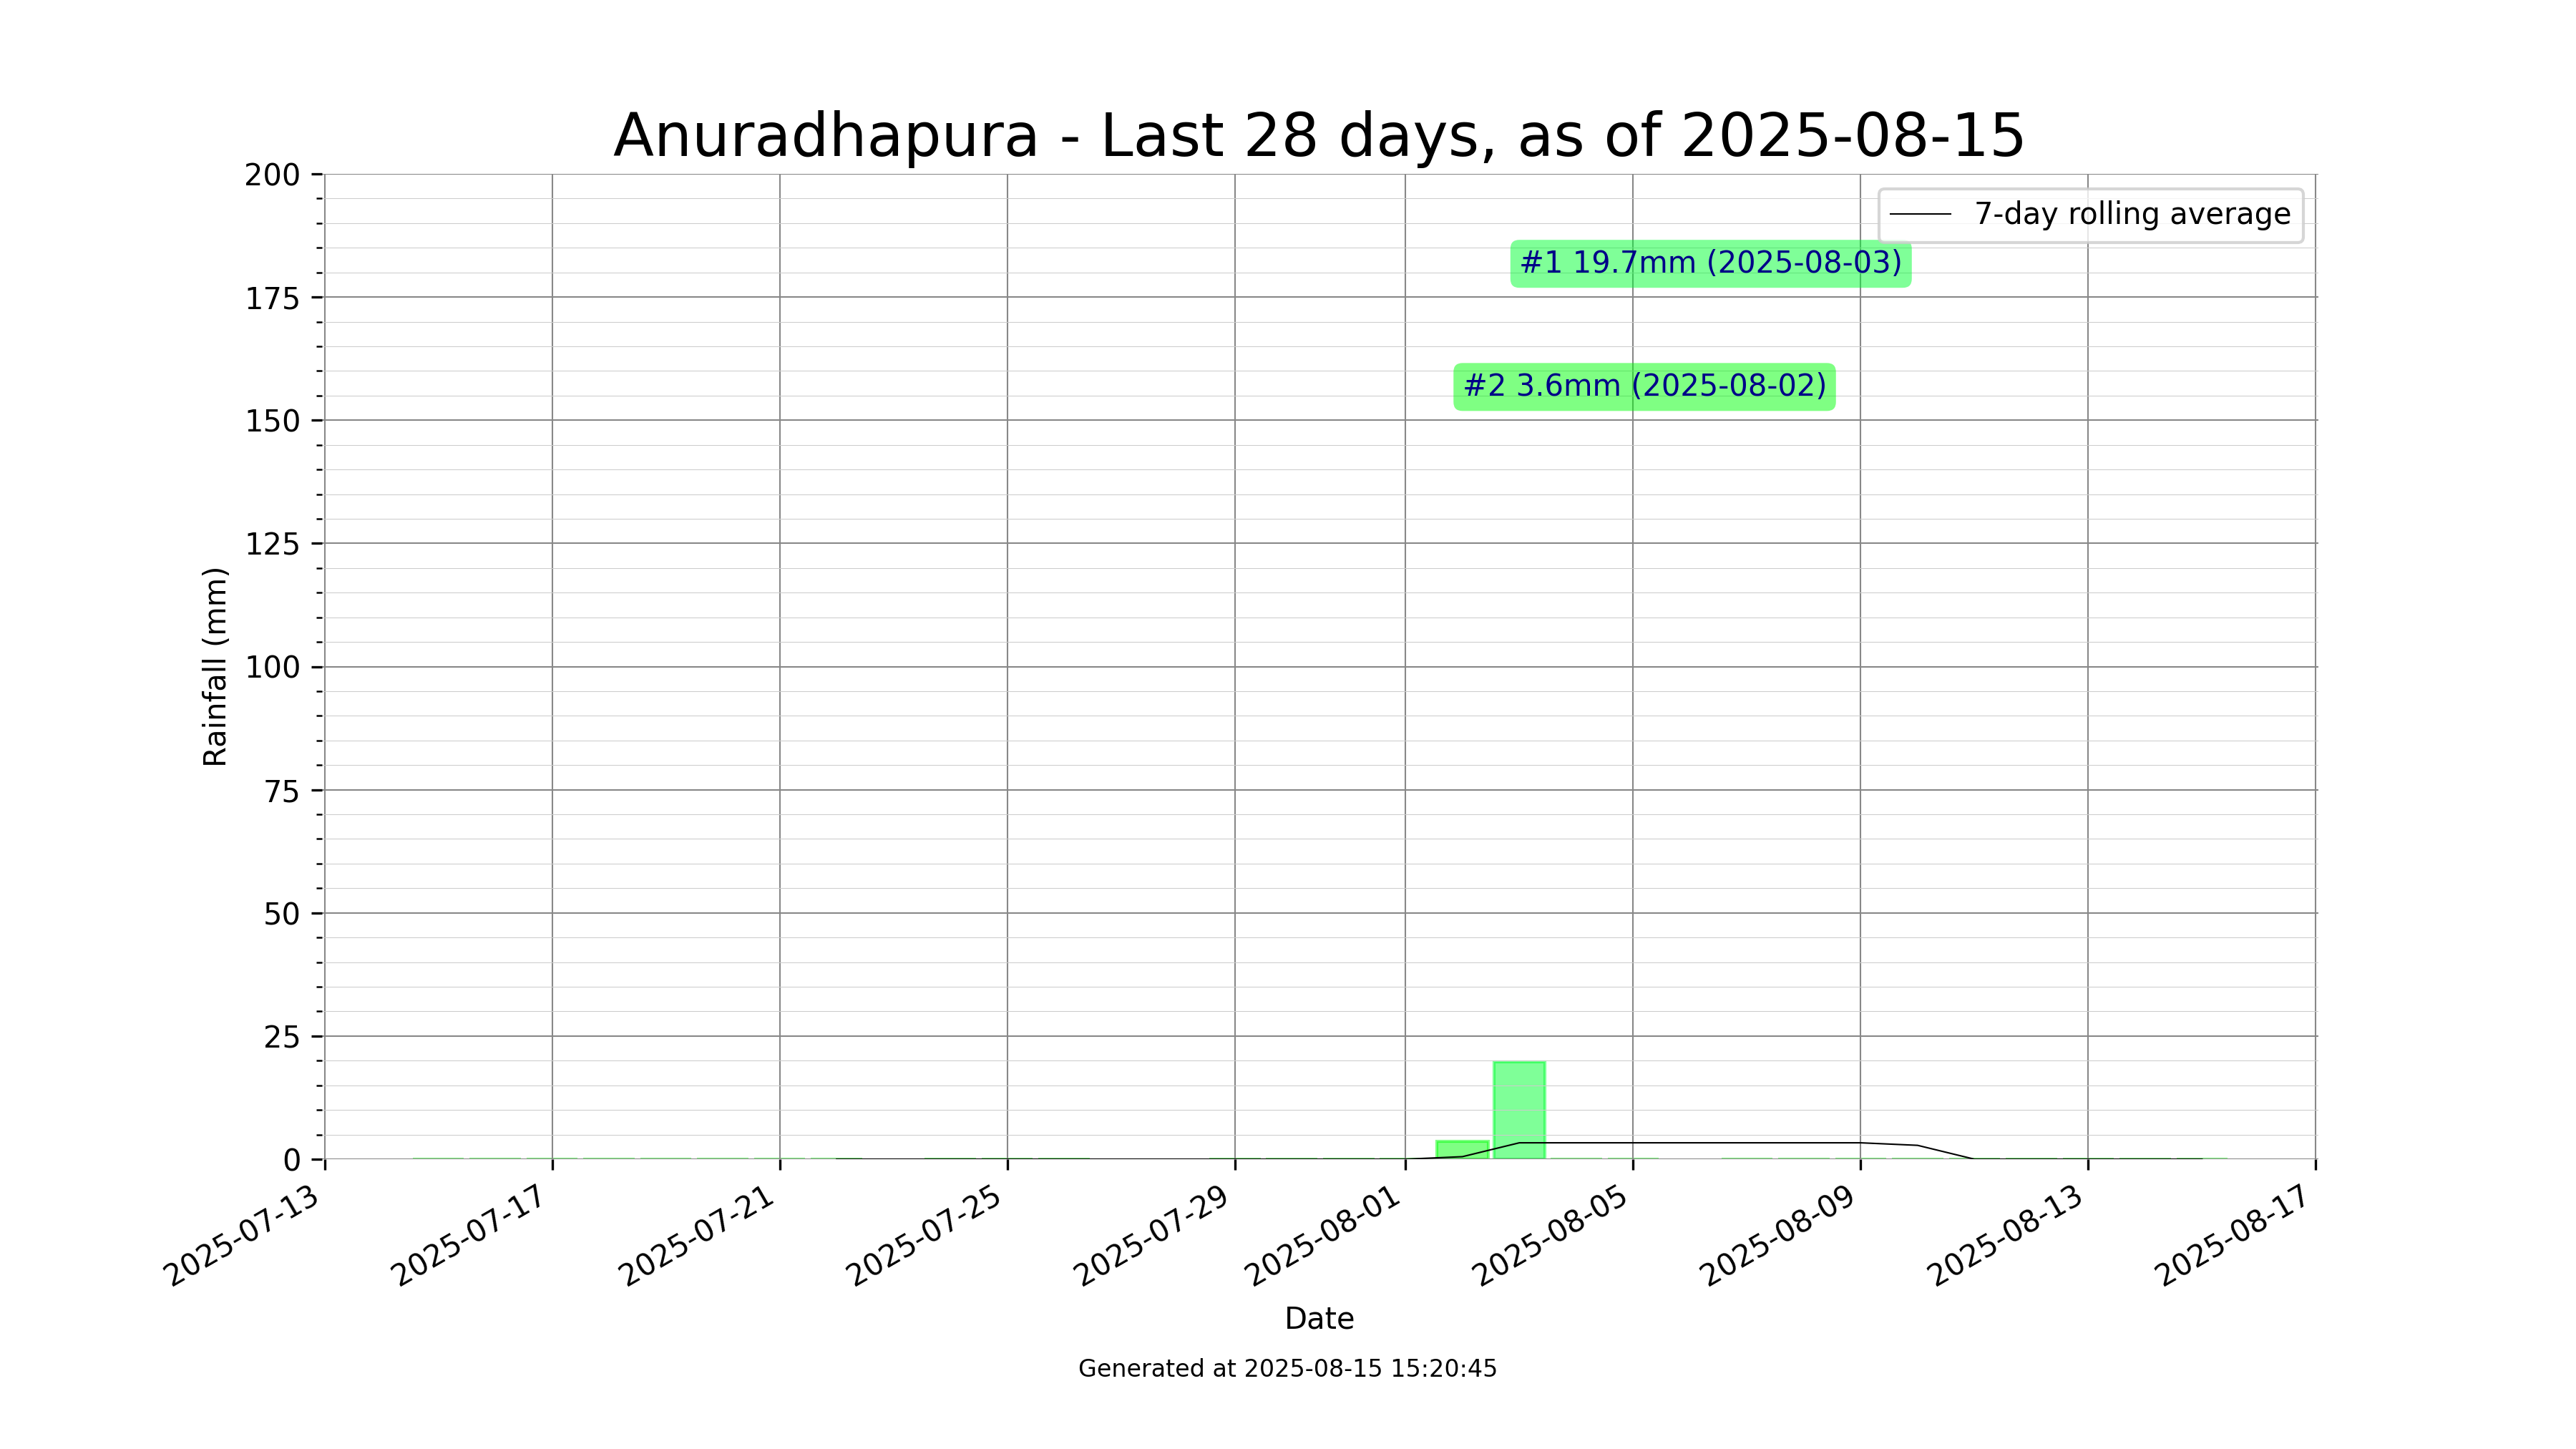 Anuradhapura - Last 28 days, as of 2025-08-15
200
175
150
125
100
75
50
25
0
Rainfall (mm)
7-day rolling average
#1 19.7mm (2025-08-03)
#2 3.6mm (2025-08-02)
2025-07-13
2025-07-17
2025-07-21
2025-07-25
2025-07-29
2025-08-01
2025-08-05
2025-08-09
2025-08-13
2025-08-17
Date
Generated at 2025-08-15 15:20:45